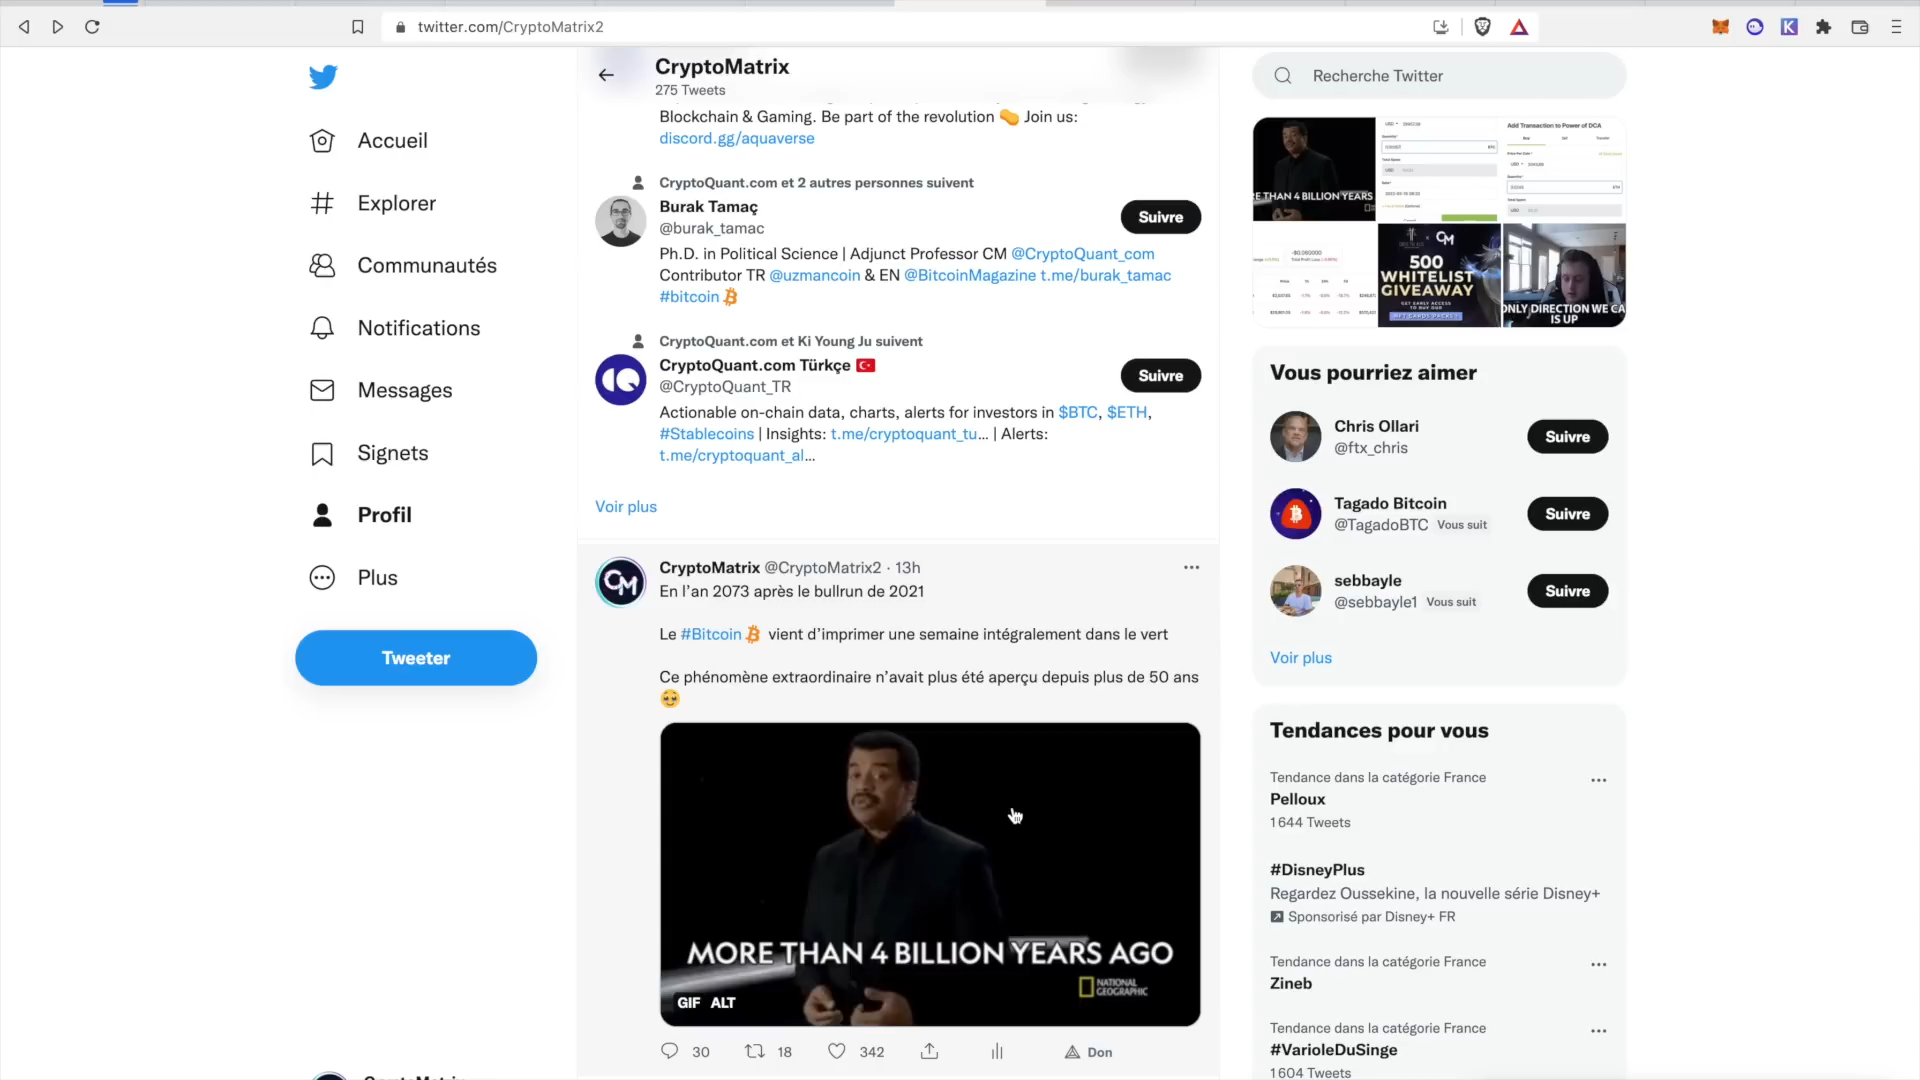 twitter.com/CryptoMatrix2
Accueil
Explorer
Communautés
Notifications
Messages
Signets
Profil
Plus
Tweeter
CryptoMatrix
275 Tweets
Blockchain & Gaming. Be part of the revolution Join us:
discord.gg/aquaverse
CryptoQuant.com et 2 autres personnes suivent
Burak Tamaç
@burak_tamac
Suivre
Ph.D. in Political Science | Adjunct Professor CM @CryptoQuant_com
Contributor TR @uzmancoin & EN @BitcoinMagazine t.me/burak_tamac
#bitcoin
CryptoQuant.com et Ki Young Ju suivent
CryptoQuant.com Türkçe
@CryptoQuant_TR
Suivre
Actionable on-chain data, charts, alerts for investors in $BTC, $ETH,
#Stablecoins | Insights: t.me/cryptoquant_tu… | Alerts:
t.me/cryptoquant_al…
Voir plus
CM
CryptoMatrix @CryptoMatrix2 · 13h
En l'an 2073 après le bullrun de 2021
Le #Bitcoin vient d'imprimer une semaine intégralement dans le vert
Ce phénomène extraordinaire n'avait plus été aperçu depuis plus de 50 ans
MORE THAN 4 BILLION YEARS AGO
NATIONAL
GEOGRAPHIC
GIF ALT
30
18
342
Don
Recherche Twitter
RE THAN 4 BILLION YEARS
Add Transaction to Power of DCA
CM
500
WHITELIST
GIVEAWAY
GET EARLY ACCESS
TO BUY OUR
NFT CARDS PACKS!
ONLY DIRECTION WE CA
IS UP
Vous pourriez aimer
Chris Ollari
@ftx_chris
Suivre
Tagado Bitcoin
@TagadoBTC Vous suit
Suivre
sebbayle
@sebbayle1 Vous suit
Suivre
Voir plus
Tendances pour vous
Tendance dans la catégorie France
Pelloux
1 644 Tweets
#DisneyPlus
Regardez Oussekine, la nouvelle série Disney+
Sponsorisé par Disney+ FR
Tendance dans la catégorie France
Zineb
Tendance dans la catégorie France
#VarioleDuSinge
1 604 Tweets